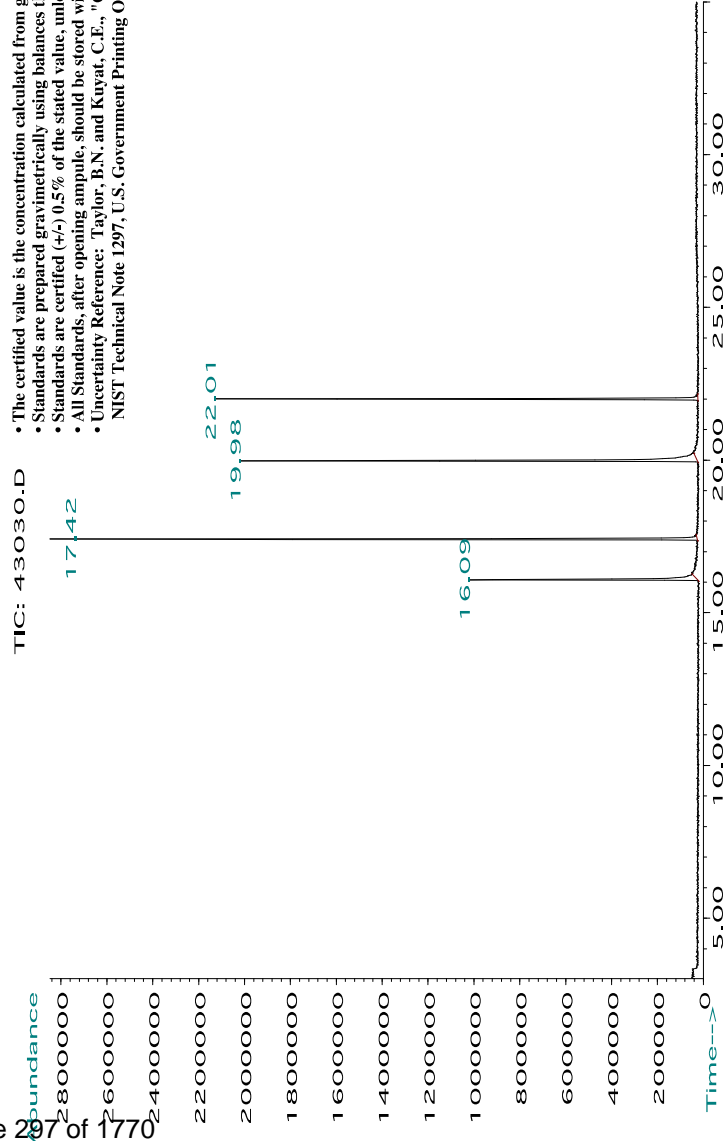 • The certified value is the concentration calculated from g
• Standards are prepared gravimetrically using balances t
• Standards are certifed (+/-) 0.5% of the stated value, unl
• All Standards, after opening ampule, should be stored wi
• Uncertainty Reference: Taylor, B.N. and Kuyat, C.E., "
NIST Technical Note 1297, U.S. Government Printing O
TIC: 43030.D
2800000
2600000
2400000
2200000
2000000
1800000
1600000
1400000
1200000
1000000
800000
600000
400000
200000
0
16.09
17.42
19.98
22.01
5.00
10.00
15.00
20.00
25.00
30.00
Time-->
297 of 1770